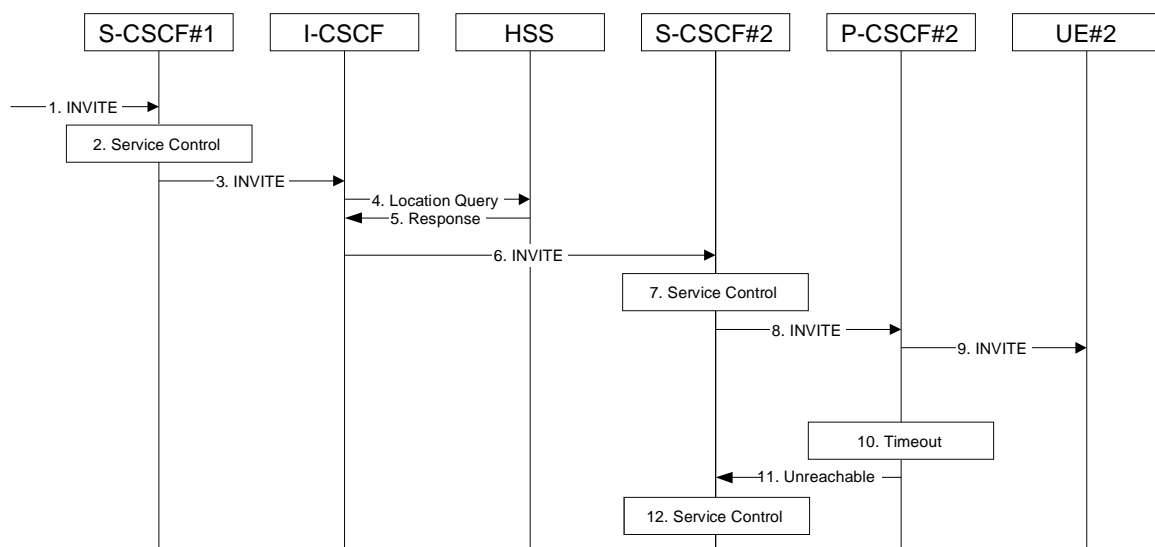 S-CSCF#1
I-CSCF
HSS
S-CSCF#2
P-CSCF#2
UE#2
1. INVITE
2. Service Control
3. INVITE
4. Location Query
5. Response
6. INVITE
7. Service Control
8. INVITE
9. INVITE
10. Timeout
11. Unreachable
12. Service Control